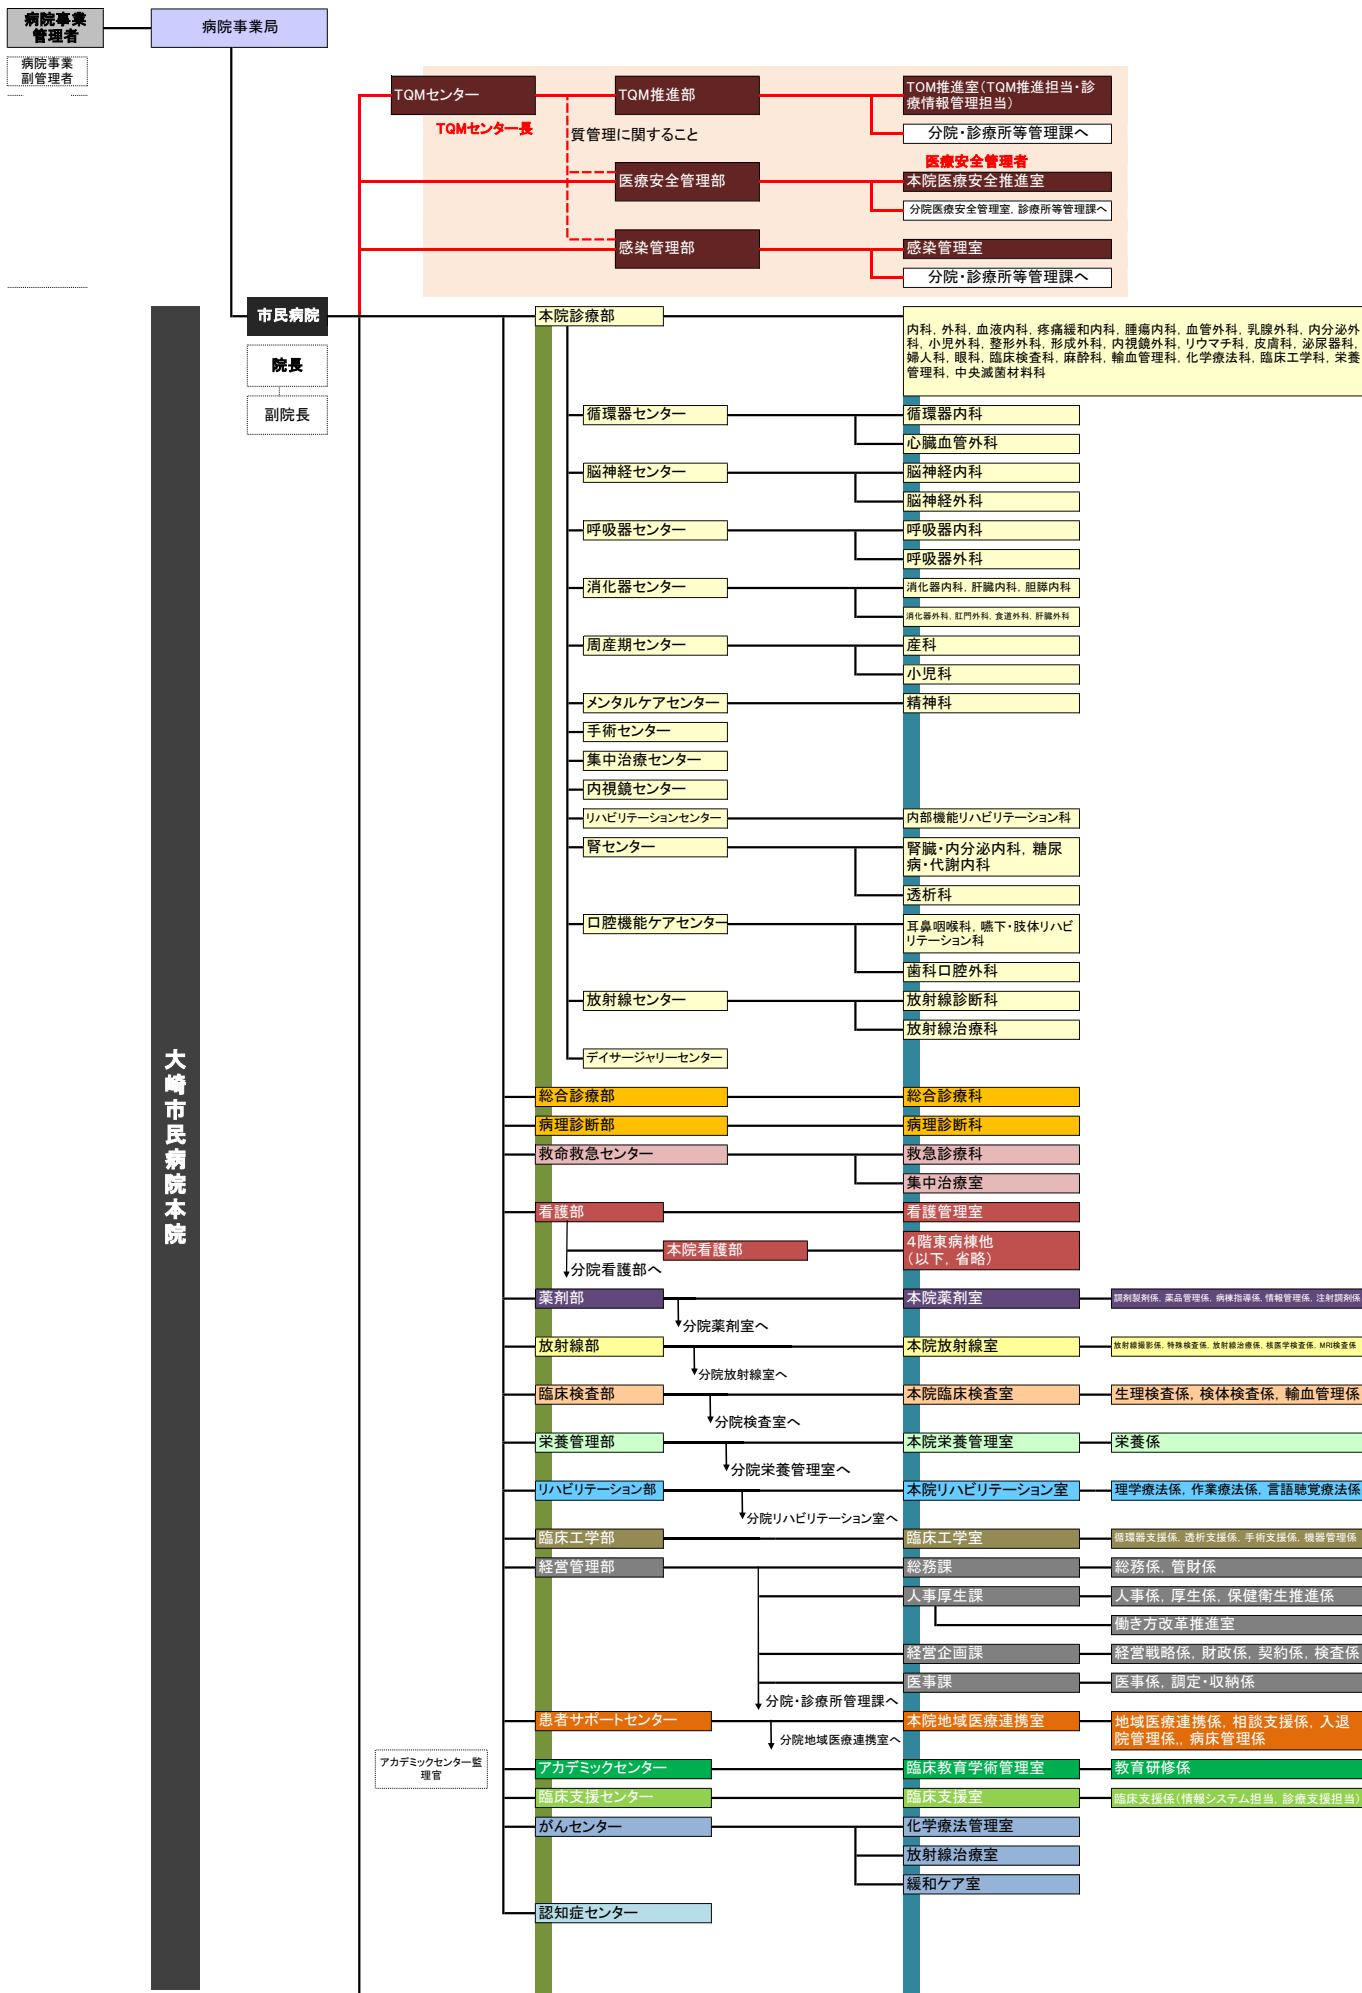 病院事業
管理者
病院事業局
病院事業
副管理者
TQMセンター
TQM推進部
TOM推進室（TQM推進担当・診
療情報管理担当）
TQMセンター長
質管理に関すること
分院・診療所等管理課へ
医療安全管理者
医療安全管理部
本院医療安全推進室
分院医療安全管理室，診療所等管理課へ
感染管理部
感染管理室
分院・診療所等管理課へ
市民病院
院長
副院長
大崎市民病院本院
本院診療部
内科，外科，血液内科，疼痛緩和内科，腫瘍内科，血管外科，乳腺外科，内分泌外
科，小児外科，整形外科，形成外科，内視鏡外科，リウマチ科，皮膚科，泌尿器科，
婦人科，眼科，臨床検査科，麻酔科，輸血管理科，化学療法科，臨床工学科，栄養
管理科，中央滅菌材料科
循環器センター
循環器内科
心臓血管外科
脳神経センター
脳神経内科
脳神経外科
呼吸器センター
呼吸器内科
呼吸器外科
消化器センター
消化器内科，肝臓内科，胆膵内科
消化器外科，肛門外科，食道外科，肝臓外科
周産期センター
産科
小児科
メンタルケアセンター
精神科
手術センター
集中治療センター
内視鏡センター
リハビリテーションセンター
内部機能リハビリテーション科
腎センター
腎臓・内分泌内科，糖尿
病・代謝内科
透析科
口腔機能ケアセンター
耳鼻咽喉科，嚥下・肢体リハビ
リテーション科
歯科口腔外科
放射線センター
放射線診断科
放射線治療科
デイサージャリーセンター
総合診療部
総合診療科
病理診断部
病理診断科
救命救急センター
救急診療科
集中治療室
看護部
看護管理室
本院看護部
4階東病棟他
（以下，省略）
分院看護部へ
薬剤部
本院薬剤室
調剤製剤係，薬品管理係，病棟指導係，情報管理係，注射調剤係
分院薬剤室へ
放射線部
本院放射線室
放射線撮影係，特殊検査係，放射線治療係，核医学検査係，MRI検査係
分院放射線室へ
臨床検査部
本院臨床検査室
生理検査係，検体検査係，輸血管理係
分院検査室へ
栄養管理部
本院栄養管理室
栄養係
分院栄養管理室へ
リハビリテーション部
本院リハビリテーション室
理学療法係，作業療法係，言語聴覚療法係
分院リハビリテーション室へ
臨床工学部
臨床工学室
循環器支援係，透析支援係，手術支援係，機器管理係
経営管理部
総務課
総務係，管財係
人事厚生課
人事係，厚生係，保健衛生推進係
働き方改革推進室
経営企画課
経営戦略係，財政係，契約係，検査係
医事課
医事係，調定・収納係
分院・診療所管理課へ
患者サポートセンター
本院地域医療連携室
地域医療連携係，相談支援係，入退
院管理係，，病床管理係
分院地域医療連携室へ
アカデミックセンター監
理官
アカデミックセンター
臨床教育学術管理室
教育研修係
臨床支援センター
臨床支援室
臨床支援係（情報システム担当，診療支援担当）
がんセンター
化学療法管理室
放射線治療室
緩和ケア室
認知症センター